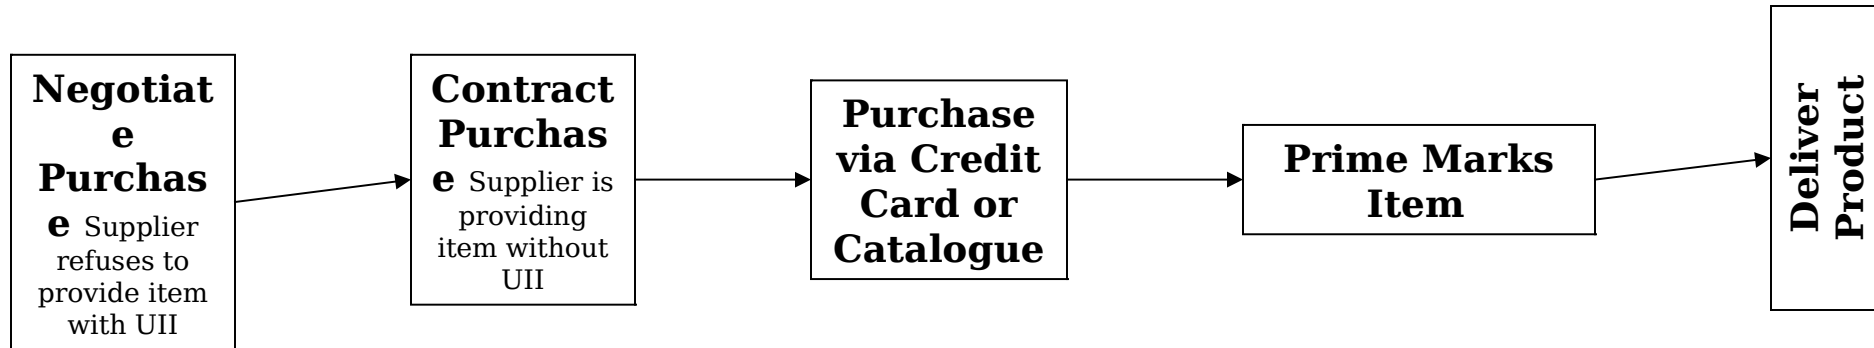 Negotiat
e
Purchas
e Supplier
refuses to
provide item
with UII
Contract
Purchas
e Supplier is
providing
item without
UII
Purchase
via Credit
Card or
Catalogue
Prime Marks
Item
Deliver
Product